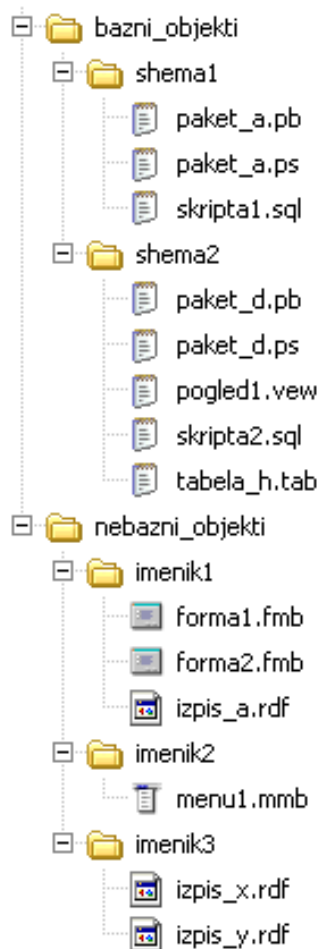 bazni_objekti
shema1
paket_a.pb
paket_a.ps
skripta1.sql
shema2
paket_d.pb
paket_d.ps
pogled1.vew
skripta2.sql
tabela_h.tab
nebazni_objekti
imenik1
forma1.fmb
forma2.fmb
izpis_a.rdf
imenik2
menu1.mmb
imenik3
izpis_x.rdf
izpis_y.rdf